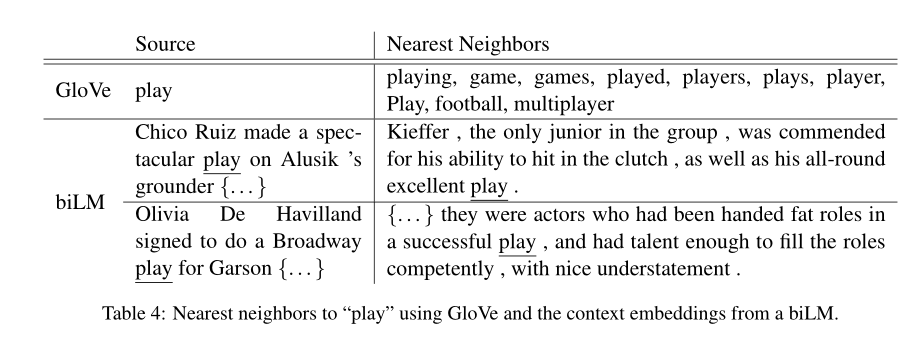 Source Nearest Neighbors
GloVe play playing, game, games, played, players, plays, player,
Play, football, multiplayer
biLM
Chico Ruiz made a spec-
tacular play on Alusik 's
grounder {...}
Kieffer , the only junior in the group , was commended
for his ability to hit in the clutch , as well as his all-round
excellent play .
Olivia De Havilland
signed to do a Broadway
play for Garson {...}
{...} they were actors who had been handed fat roles in
a successful play , and had talent enough to fill the roles
competently , with nice understatement .
Table 4: Nearest neighbors to “play” using GloVe and the context embeddings from a biLM.